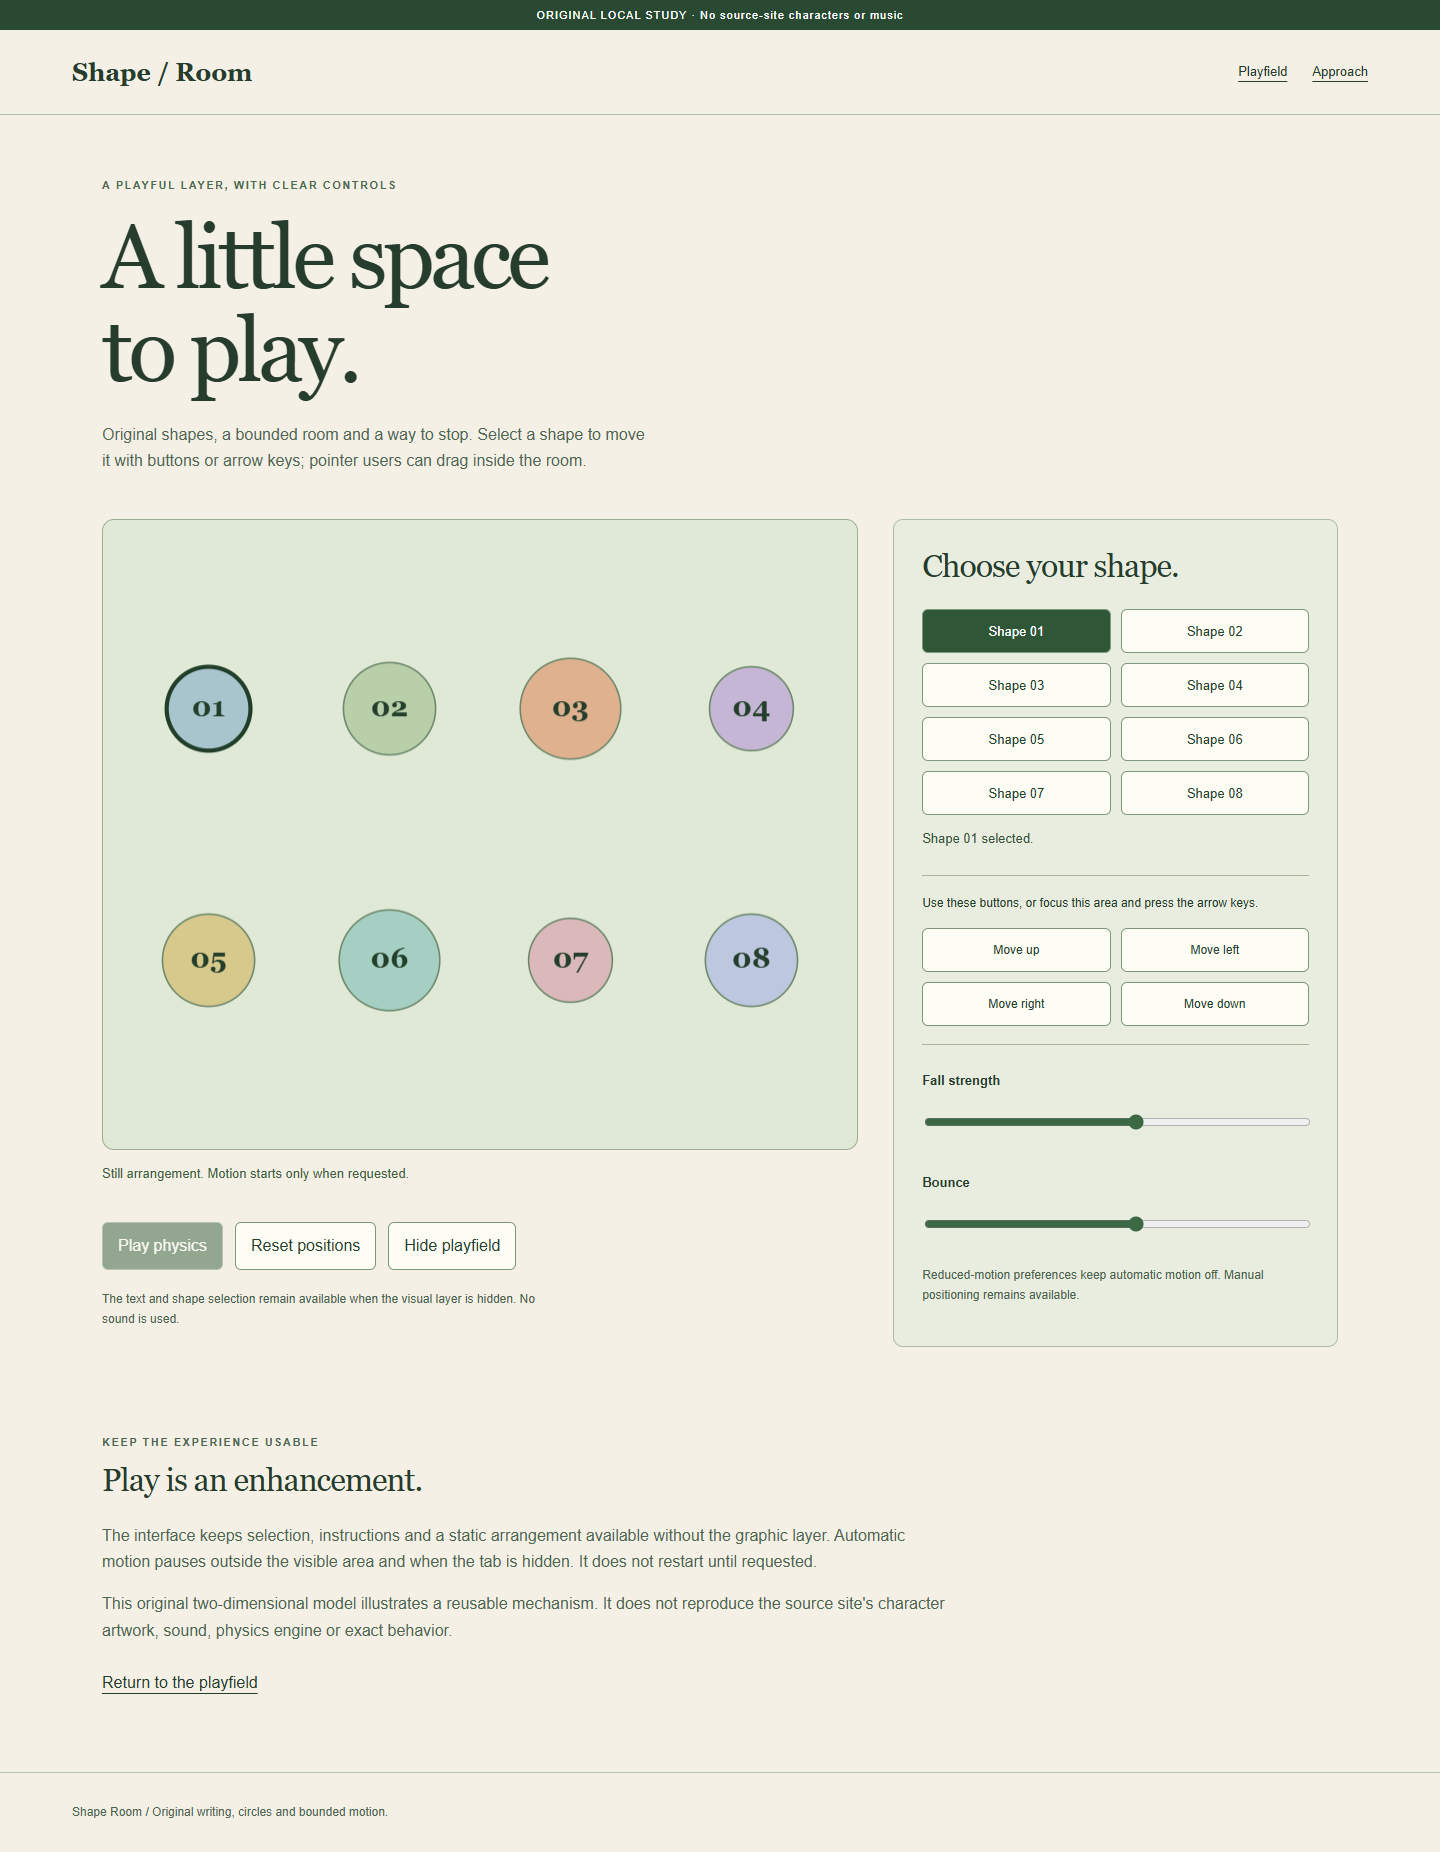 ORIGINAL LOCAL STUDY · No source-site characters or music
Shape / Room
Playfield
Approach
A PLAYFUL LAYER, WITH CLEAR CONTROLS
A little space
to play.
Original shapes, a bounded room and a way to stop. Select a shape to move
it with buttons or arrow keys; pointer users can drag inside the room.
01
02
03
04
05
06
07
08
Still arrangement. Motion starts only when requested.
Play physics
Reset positions
Hide playfield
The text and shape selection remain available when the visual layer is hidden. No
sound is used.
Choose your shape.
Shape 01
Shape 02
Shape 03
Shape 04
Shape 05
Shape 06
Shape 07
Shape 08
Shape 01 selected.
Use these buttons, or focus this area and press the arrow keys.
Move up
Move left
Move right
Move down
Fall strength
Bounce
Reduced-motion preferences keep automatic motion off. Manual
positioning remains available.
KEEP THE EXPERIENCE USABLE
Play is an enhancement.
The interface keeps selection, instructions and a static arrangement available without the graphic layer. Automatic
motion pauses outside the visible area and when the tab is hidden. It does not restart until requested.
This original two-dimensional model illustrates a reusable mechanism. It does not reproduce the source site's character
artwork, sound, physics engine or exact behavior.
Return to the playfield
Shape Room / Original writing, circles and bounded motion.